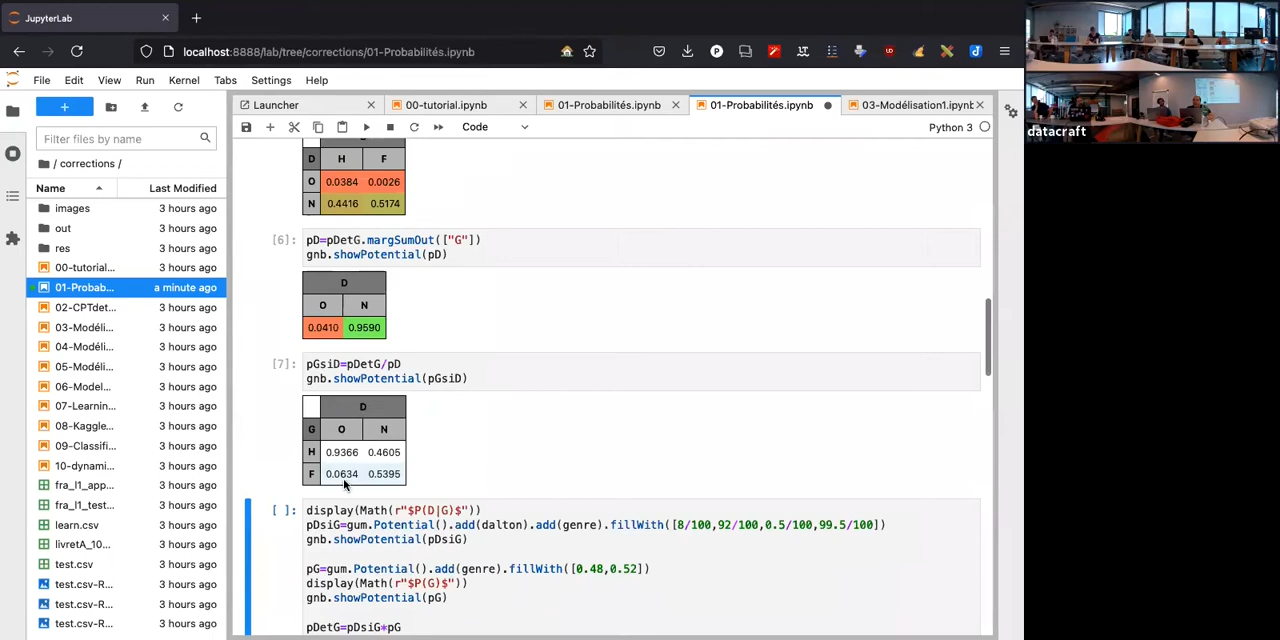 JupyterLab
localhost:8888/lab/tree/corrections/01-Probabilités.ipynb
File Edit View Run Kernel Tabs Settings Help
datacraft
Launcher
00-tutorial.ipynb
01-Probabilités.ipynb
01-Probabilités.ipynb
03-Modélisation1.ipynb
Code
Python 3
Filter files by name
/ corrections /
Name Last Modified
images 3 hours ago
out 3 hours ago
res 3 hours ago
00-tutorial... 3 hours ago
01-Probab... a minute ago
02-CPTdet... 3 hours ago
03-Modéli... 3 hours ago
04-Modéli... 3 hours ago
05-Modéli... 3 hours ago
06-Model... 3 hours ago
07-Learnin... 3 hours ago
08-Kaggle... 3 hours ago
09-Classifi... 3 hours ago
10-dynami... 3 hours ago
fra_l1_app... 3 hours ago
fra_l1_test... 3 hours ago
learn.csv 3 hours ago
livretA_10... 3 hours ago
test.csv 3 hours ago
test.csv-R... 3 hours ago
test.csv-R... 3 hours ago
test.csv-R... 3 hours ago
D H F
O 0.0384 0.0026
N 0.4416 0.5174
[6]: pD=pDetG.margSumOut(["G"])
gnb.showPotential(pD)
D
O N
0.0410 0.9590
[7]: pGsiD=pDetG/pD
gnb.showPotential(pGsiD)
D
G O N
H 0.9366 0.4605
F 0.0634 0.5395
[ ]: display(Math(r"$P(D|G)$"))
pDsiG=gum.Potential().add(dalton).add(genre).fillWith([8/100,92/100,0.5/100,99.5/100])
gnb.showPotential(pDsiG)
pG=gum.Potential().add(genre).fillWith([0.48,0.52])
display(Math(r"$P(G)$"))
gnb.showPotential(pG)
pDetG=pDsiG*pG